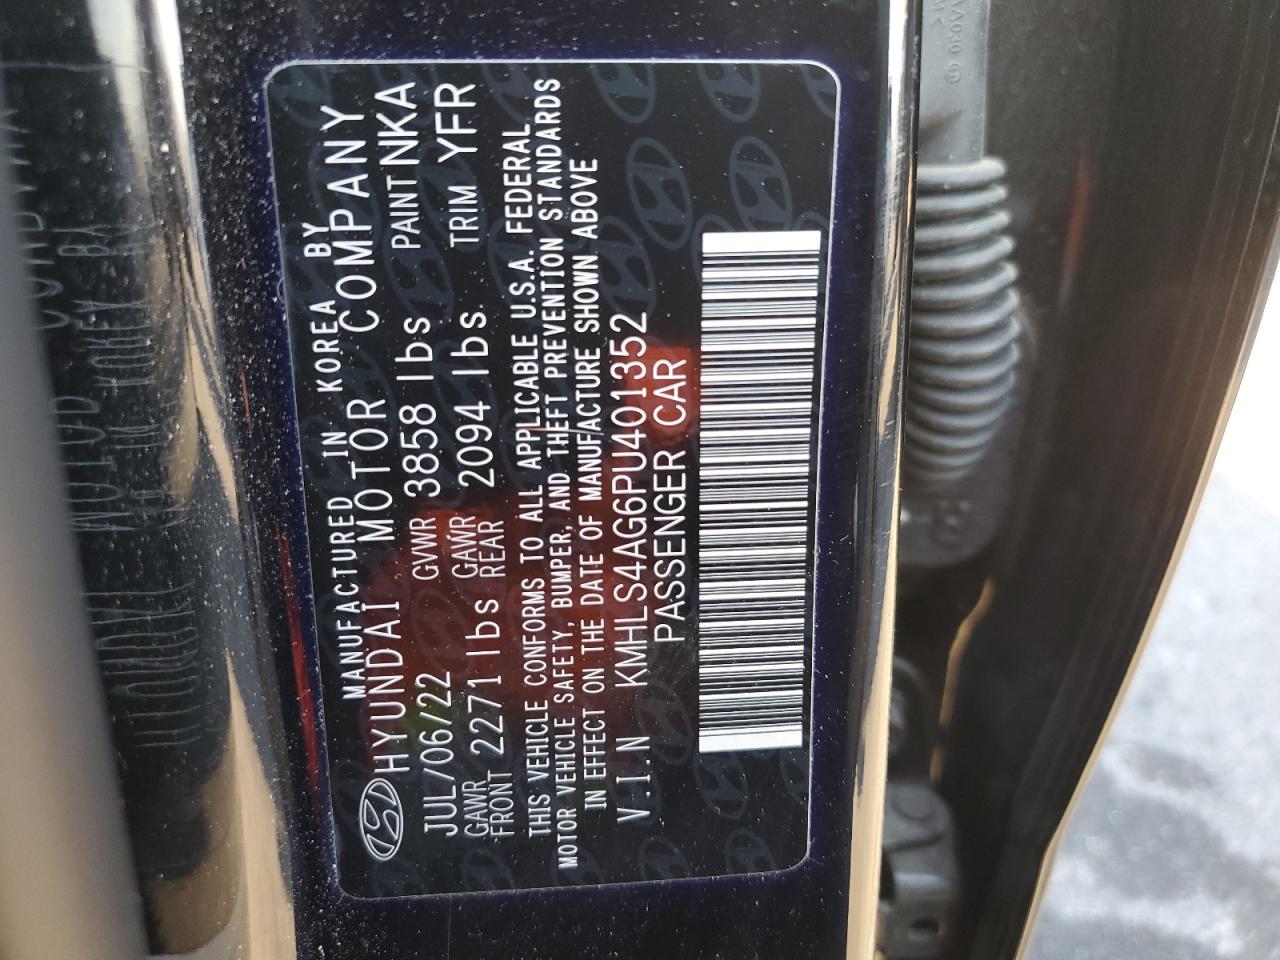 MANUFACTURED IN KOREA BY
HYUNDAI MOTOR COMPANY
JUL/06/22 GVWR 3858 lbs PAINT NKA
GAWR FRONT 2271 lbs GAWR REAR 2094 lbs TRIM YFR
THIS VEHICLE CONFORMS TO ALL APPLICABLE U.S.A. FEDERAL
MOTOR VEHICLE SAFETY, BUMPER, AND THEFT PREVENTION STANDARDS
IN EFFECT ON THE DATE OF MANUFACTURE SHOWN ABOVE
V.I.N KMHLS4AG6PU401352
PASSENGER CAR